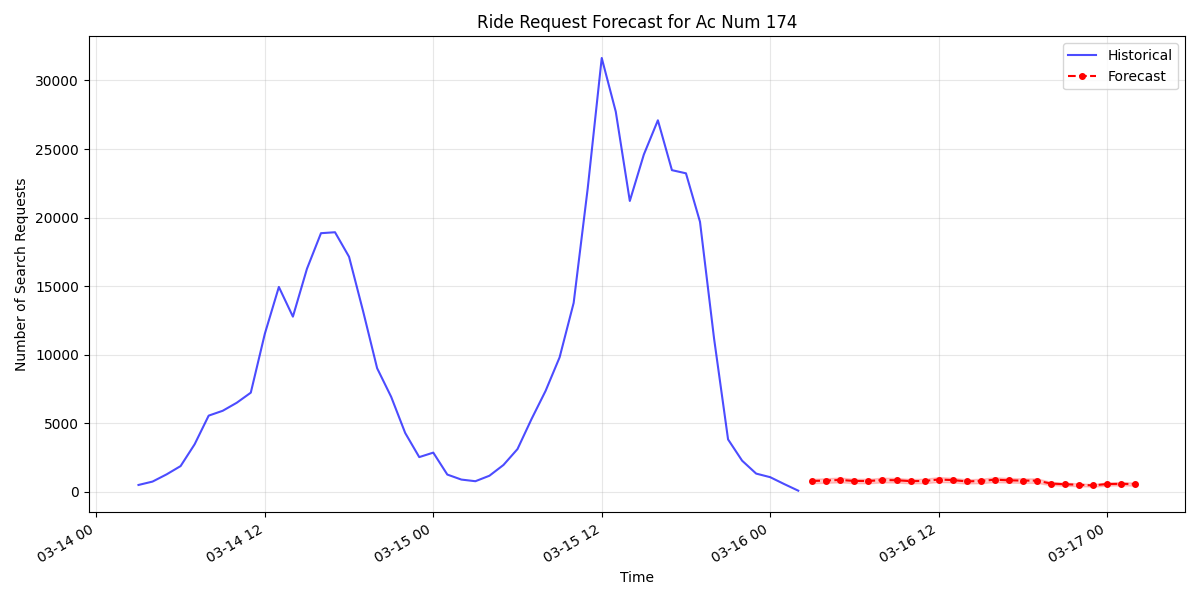 Ride Request Forecast for Ac Num 174
Historical
Forecast
Number of Search Requests
30000
25000
20000
15000
10000
5000
0
03-14 00
03-14 12
03-15 00
03-15 12
03-16 00
03-16 12
03-17 00
Time